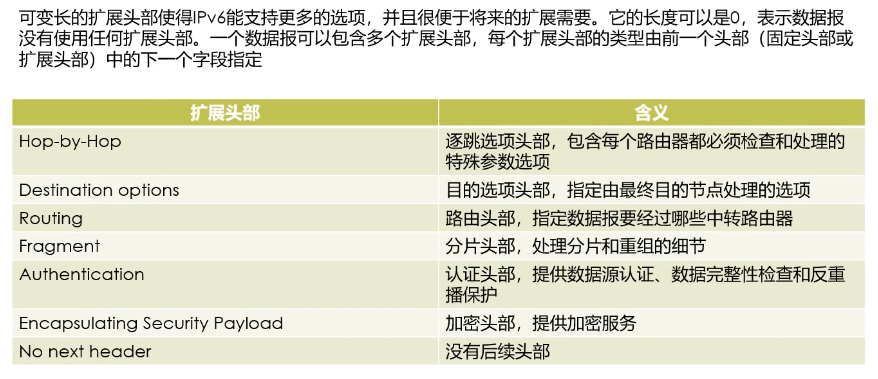 可变长的扩展头部使得IPv6能支持更多的选项，并且很便于将来的扩展需要。它的长度可以是0，表示数据报
没有使用任何扩展头部。一个数据报可以包含多个扩展头部，每个扩展头部的类型由前一个头部（固定头部或
扩展头部）中的下一个字段指定
扩展头部 含义
Hop-by-Hop 逐跳选项头部，包含每个路由器都必须检查和处理的
特殊参数选项
Destination options 目的选项头部，指定由最终目的节点处理的选项
Routing 路由头部，指定数据报要经过哪些中转路由器
Fragment 分片头部，处理分片和重组的细节
Authentication 认证头部，提供数据源认证、数据完整性检查和反重
播保护
Encapsulating Security Payload 加密头部，提供加密服务
No next header 没有后续头部